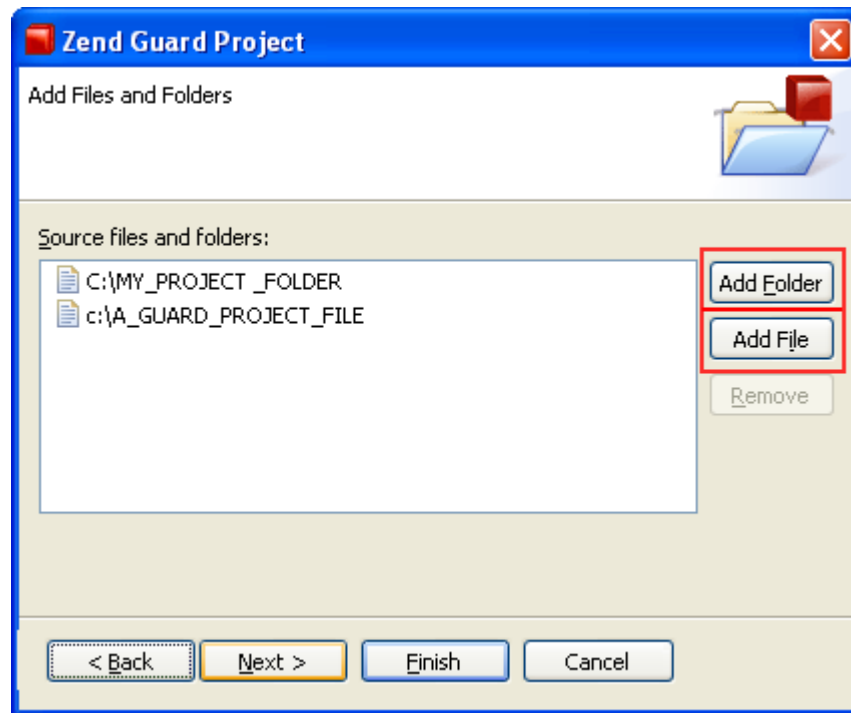 Zend Guard Project
Add Files and Folders
Source files and folders:
C:\MY_PROJECT _FOLDER
c:\A_GUARD_PROJECT_FILE
Add Folder
Add File
Remove
< Back
Next >
Finish
Cancel